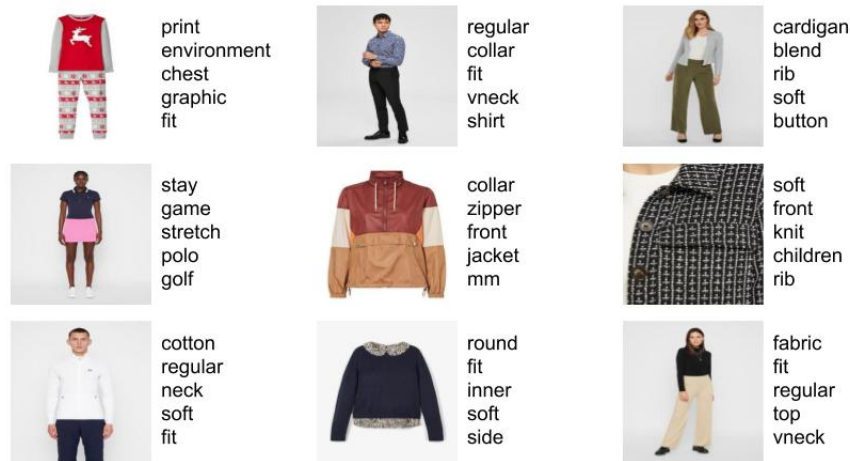 print
environment
chest
graphic
fit
regular
collar
fit
vneck
shirt
cardigan
blend
rib
soft
button
stay
game
stretch
polo
golf
collar
zipper
front
jacket
mm
soft
front
knit
children
rib
cotton
regular
neck
soft
fit
round
fit
inner
soft
side
fabric
fit
regular
top
vneck